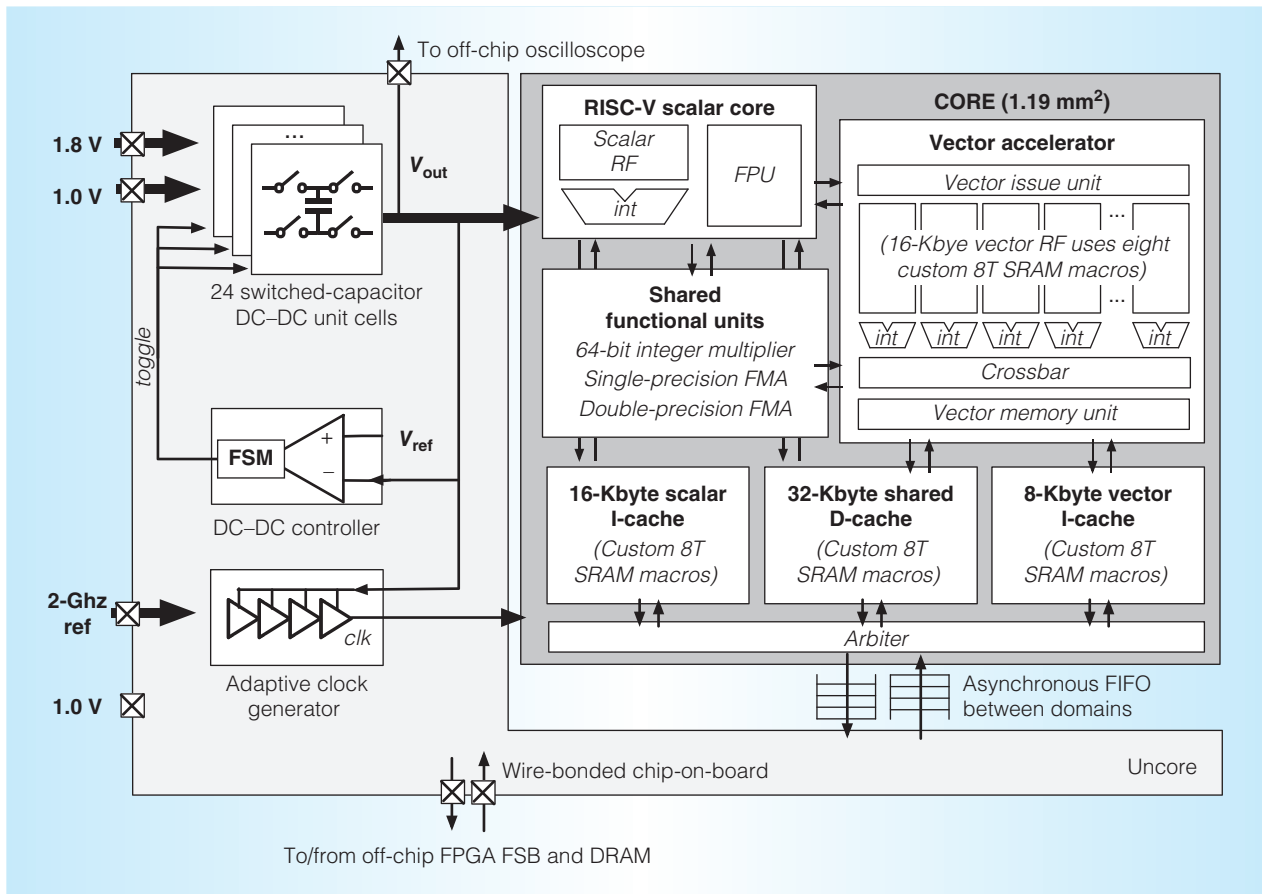 To off-chip oscilloscope
1.8 V
1.0 V
...
Vout
24 switched-capacitor
DC–DC unit cells
toggle
FSM
+
−
Vref
DC–DC controller
2-Ghz
ref
clk
Adaptive clock
generator
1.0 V
CORE (1.19 mm²)
RISC-V scalar core
Scalar
RF
int
FPU
Vector accelerator
Vector issue unit
...
(16-Kbye vector RF uses eight
custom 8T SRAM macros)
...
int
int
int
int
int
Crossbar
Vector memory unit
Shared
functional units
64-bit integer multiplier
Single-precision FMA
Double-precision FMA
16-Kbyte scalar
I-cache
(Custom 8T
SRAM macros)
32-Kbyte shared
D-cache
(Custom 8T
SRAM macros)
8-Kbyte vector
I-cache
(Custom 8T
SRAM macros)
Arbiter
Asynchronous FIFO
between domains
Uncore
Wire-bonded chip-on-board
To/from off-chip FPGA FSB and DRAM